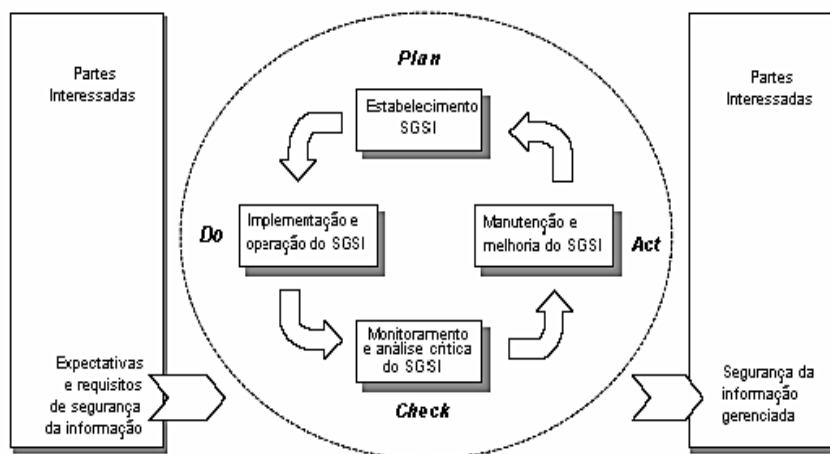 Partes
Interessadas
Expectativas
e requisitos
de segurança
da informação
Plan
Estabelecimento
SGSI
Do
Implementação e
operação do SGSI
Manutenção e
melhoria do SGSI
Act
Monitoramento
e análise crítica
do SGSI
Check
Partes
Interessadas
Segurança da
informação
gerenciada